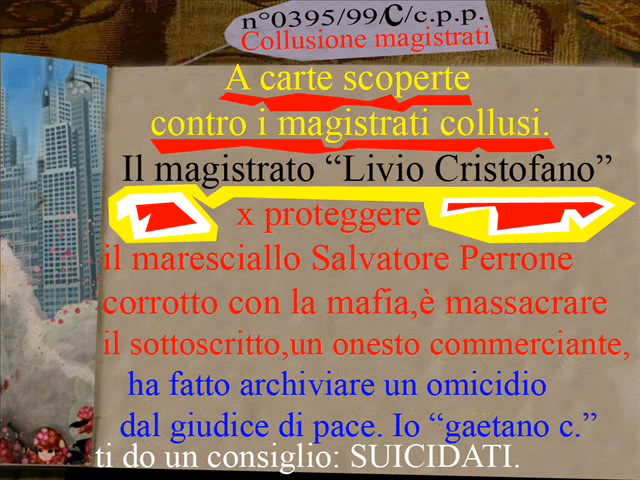 n°0395/99/C/c.p.p.
Collusione magistrati
A carte scoperte
contro i magistrati collusi.
Il magistrato “Livio Cristofano”
x proteggere
il maresciallo Salvatore Perrone
corrotto con la mafia,è massacrare
il sottoscritto,un onesto commerciante,
ha fatto archiviare un omicidio
dal giudice di pace. Io “gaetano c.”
ti do un consiglio: SUICIDATI.